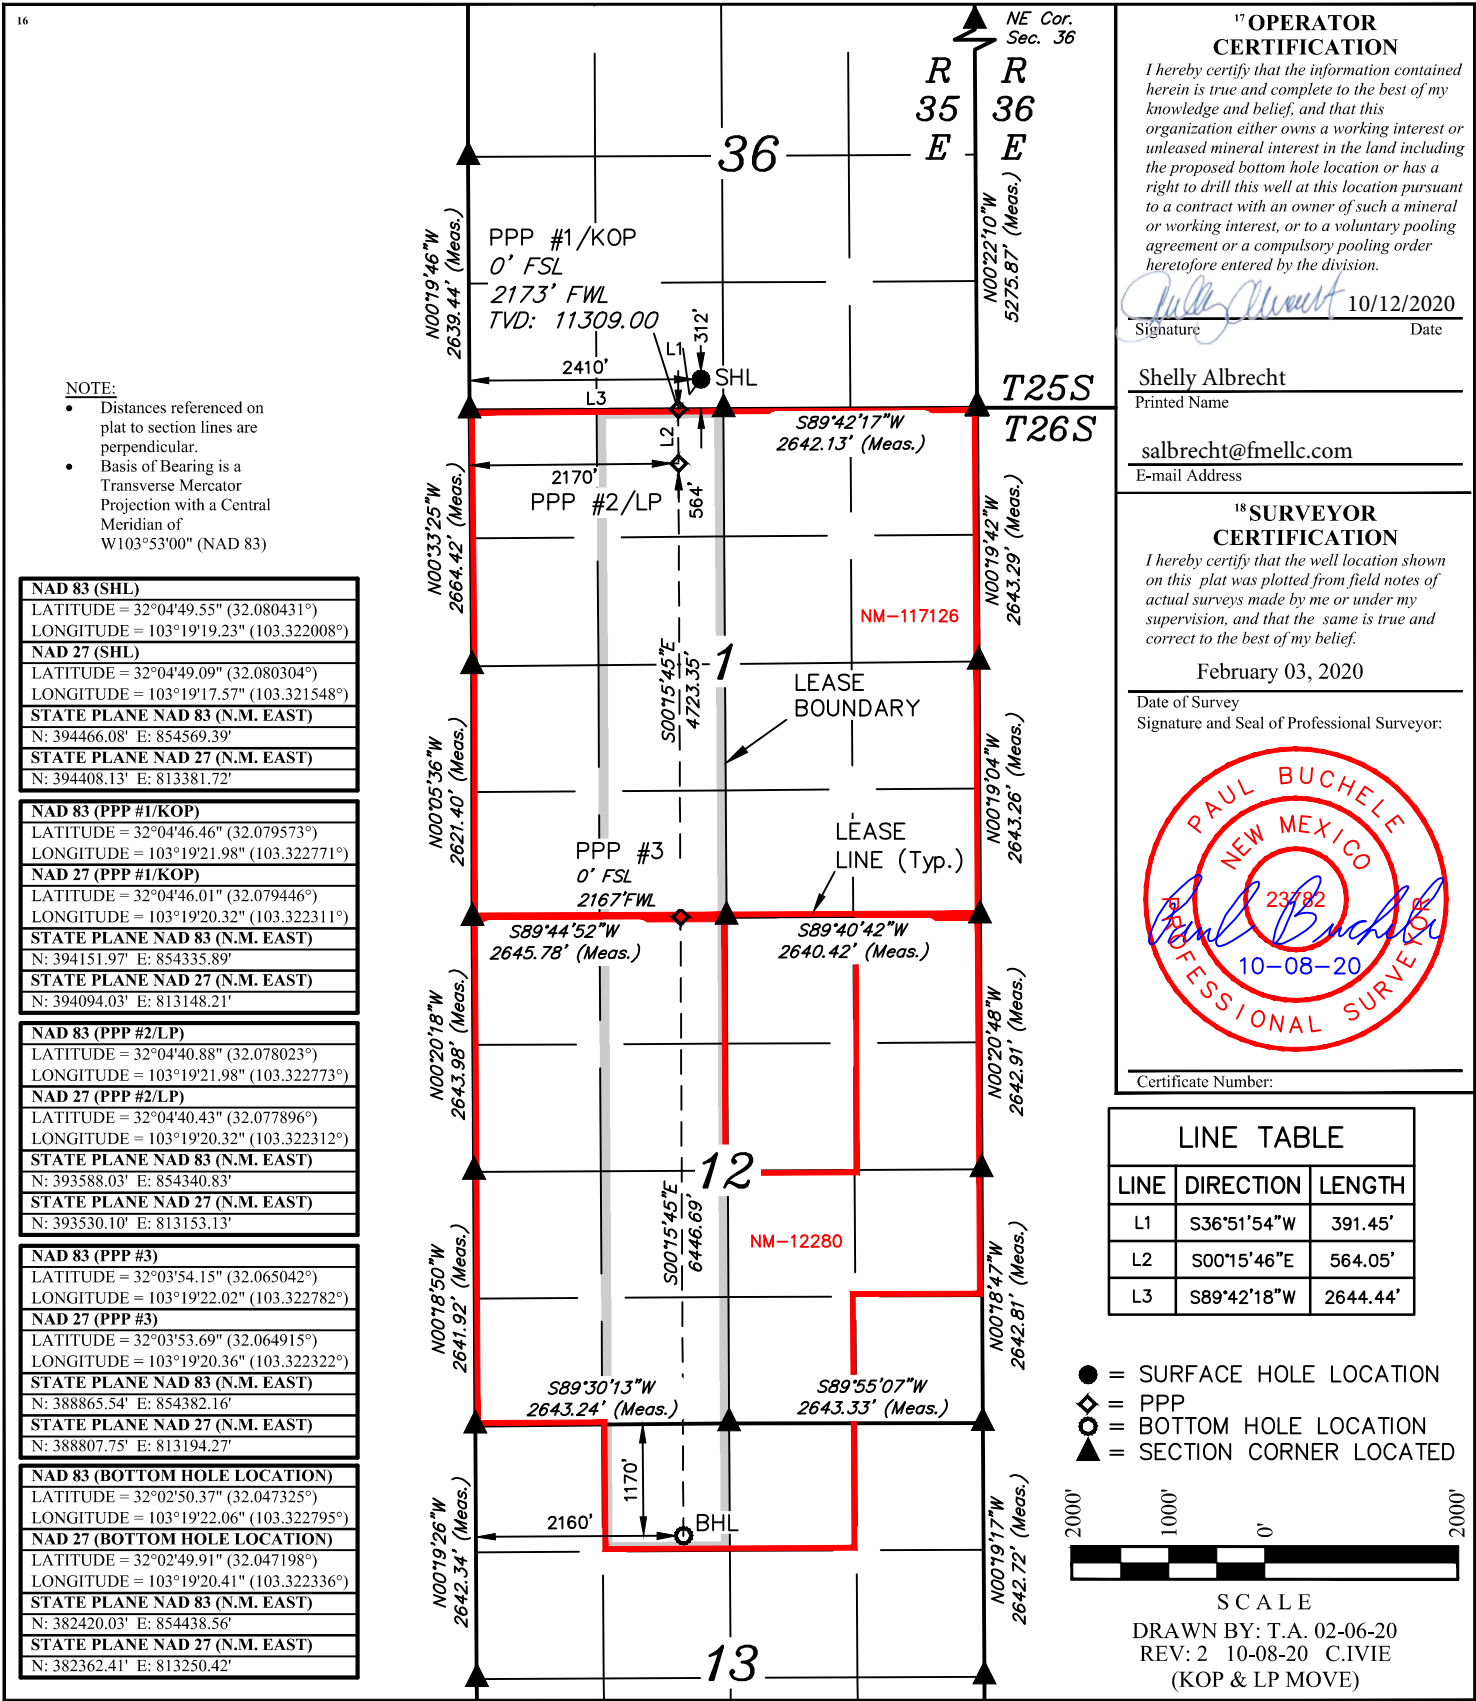 16
NE Cor.
Sec. 36
R
35
E
R
36
E
36
N00°19'46"W
2639.44' (Meas.)
PPP #1/KOP
0' FSL
2173' FWL
TVD: 11309.00
N00°22'10"W
5275.87' (Meas.)
L1
312'
2410'
SHL
L3
T25S
T26S
L2
S89°42'17"W
2642.13' (Meas.)
2170'
564'
PPP #2/LP
N00°33'25"W
2664.42' (Meas.)
N00°19'42"W
2643.29' (Meas.)
NM-117126
1
S00°15'45"E
4723.35'
LEASE
BOUNDARY
N00°05'36"W
2621.40' (Meas.)
N00°19'04"W
2643.26' (Meas.)
LEASE
LINE (Typ.)
PPP #3
0' FSL
2167'FWL
S89°44'52"W
2645.78' (Meas.)
S89°40'42"W
2640.42' (Meas.)
N00°20'18"W
2643.98' (Meas.)
N00°20'48"W
2642.91' (Meas.)
12
S00°15'45"E
6446.69'
NM-12280
N00°18'50"W
2641.92' (Meas.)
N00°18'47"W
2642.81' (Meas.)
S89°30'13"W
2643.24' (Meas.)
S89°55'07"W
2643.33' (Meas.)
1170'
2160'
BHL
N00°19'26"W
2642.34' (Meas.)
N00°19'17"W
2642.72' (Meas.)
13
NOTE:
• Distances referenced on
plat to section lines are
perpendicular.
• Basis of Bearing is a
Transverse Mercator
Projection with a Central
Meridian of
W103°53'00" (NAD 83)
NAD 83 (SHL)
LATITUDE = 32°04'49.55" (32.080431°)
LONGITUDE = 103°19'19.23" (103.322008°)
NAD 27 (SHL)
LATITUDE = 32°04'49.09" (32.080304°)
LONGITUDE = 103°19'17.57" (103.321548°)
STATE PLANE NAD 83 (N.M. EAST)
N: 394466.08' E: 854569.39'
STATE PLANE NAD 27 (N.M. EAST)
N: 394408.13' E: 813381.72'
NAD 83 (PPP #1/KOP)
LATITUDE = 32°04'46.46" (32.079573°)
LONGITUDE = 103°19'21.98" (103.322771°)
NAD 27 (PPP #1/KOP)
LATITUDE = 32°04'46.01" (32.079446°)
LONGITUDE = 103°19'20.32" (103.322311°)
STATE PLANE NAD 83 (N.M. EAST)
N: 394151.97' E: 854335.89'
STATE PLANE NAD 27 (N.M. EAST)
N: 394094.03' E: 813148.21'
NAD 83 (PPP #2/LP)
LATITUDE = 32°04'40.88" (32.078023°)
LONGITUDE = 103°19'21.98" (103.322773°)
NAD 27 (PPP #2/LP)
LATITUDE = 32°04'40.43" (32.077896°)
LONGITUDE = 103°19'20.32" (103.322312°)
STATE PLANE NAD 83 (N.M. EAST)
N: 393588.03' E: 854340.83'
STATE PLANE NAD 27 (N.M. EAST)
N: 393530.10' E: 813153.13'
NAD 83 (PPP #3)
LATITUDE = 32°03'54.15" (32.065042°)
LONGITUDE = 103°19'22.02" (103.322782°)
NAD 27 (PPP #3)
LATITUDE = 32°03'53.69" (32.064915°)
LONGITUDE = 103°19'20.36" (103.322322°)
STATE PLANE NAD 83 (N.M. EAST)
N: 388865.54' E: 854382.16'
STATE PLANE NAD 27 (N.M. EAST)
N: 388807.75' E: 813194.27'
NAD 83 (BOTTOM HOLE LOCATION)
LATITUDE = 32°02'50.37" (32.047325°)
LONGITUDE = 103°19'22.06" (103.322795°)
NAD 27 (BOTTOM HOLE LOCATION)
LATITUDE = 32°02'49.91" (32.047198°)
LONGITUDE = 103°19'20.41" (103.322336°)
STATE PLANE NAD 83 (N.M. EAST)
N: 382420.03' E: 854438.56'
STATE PLANE NAD 27 (N.M. EAST)
N: 382362.41' E: 813250.42'
17 OPERATOR
CERTIFICATION
I hereby certify that the information contained
herein is true and complete to the best of my
knowledge and belief, and that this
organization either owns a working interest or
unleased mineral interest in the land including
the proposed bottom hole location or has a
right to drill this well at this location pursuant
to a contract with an owner of such a mineral
or working interest, or to a voluntary pooling
agreement or a compulsory pooling order
heretofore entered by the division.
10/12/2020
Signature Date
Shelly Albrecht
Printed Name
salbrecht@fmellc.com
E-mail Address
18 SURVEYOR
CERTIFICATION
I hereby certify that the well location shown
on this plat was plotted from field notes of
actual surveys made by me or under my
supervision, and that the same is true and
correct to the best of my belief.
February 03, 2020
Date of Survey
Signature and Seal of Professional Surveyor:
PAUL BUCHELE
NEW MEXICO
23782
Paul Buchele
10-08-20
PROFESSIONAL SURVEYOR
Certificate Number:
LINE TABLE
LINE DIRECTION LENGTH
L1 S36°51'54"W 391.45'
L2 S00°15'46"E 564.05'
L3 S89°42'18"W 2644.44'
= SURFACE HOLE LOCATION
= PPP
= BOTTOM HOLE LOCATION
= SECTION CORNER LOCATED
2000' 1000' 0' 2000'
SCALE
DRAWN BY: T.A. 02-06-20
REV: 2 10-08-20 C.IVIE
(KOP & LP MOVE)